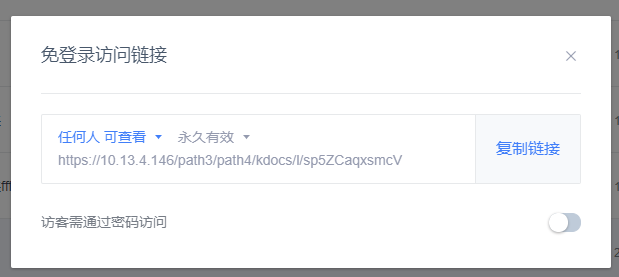 免登录访问链接
任何人 可查看 永久有效
https://10.13.4.146/path3/path4/kdocs/l/sp5ZCaqxsmcV
复制链接
访客需通过密码访问